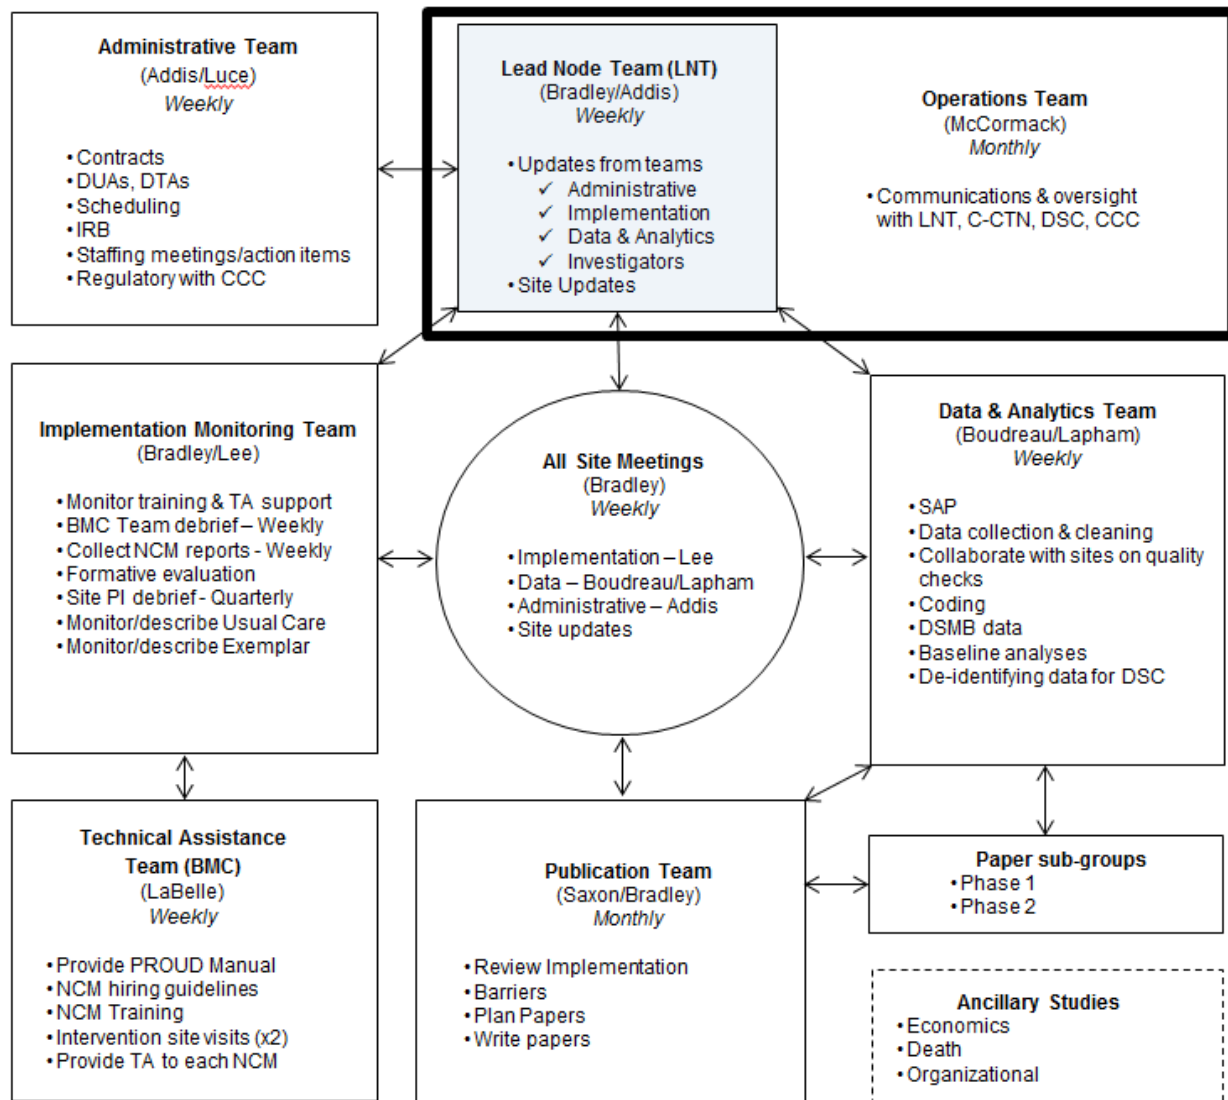 Administrative Team
(Addis/Luce)
Weekly
• Contracts
• DUAs, DTAs
• Scheduling
• IRB
• Staffing meetings/action items
• Regulatory with CCC
Lead Node Team (LNT)
(Bradley/Addis)
Weekly
• Updates from teams
✓ Administrative
✓ Implementation
✓ Data & Analytics
✓ Investigators
• Site Updates
Operations Team
(McCormack)
Monthly
• Communications & oversight
with LNT, C-CTN, DSC, CCC
Implementation Monitoring Team
(Bradley/Lee)
• Monitor training & TA support
• BMC Team debrief – Weekly
• Collect NCM reports - Weekly
• Formative evaluation
• Site PI debrief - Quarterly
• Monitor/describe Usual Care
• Monitor/describe Exemplar
All Site Meetings
(Bradley)
Weekly
• Implementation – Lee
• Data – Boudreau/Lapham
• Administrative – Addis
• Site updates
Data & Analytics Team
(Boudreau/Lapham)
Weekly
• SAP
• Data collection & cleaning
• Collaborate with sites on quality
checks
• Coding
• DSMB data
• Baseline analyses
• De-identifying data for DSC
Technical Assistance
Team (BMC)
(LaBelle)
Weekly
• Provide PROUD Manual
• NCM hiring guidelines
• NCM Training
• Intervention site visits (x2)
• Provide TA to each NCM
Publication Team
(Saxon/Bradley)
Monthly
• Review Implementation
• Barriers
• Plan Papers
• Write papers
Paper sub-groups
• Phase 1
• Phase 2
Ancillary Studies
• Economics
• Death
• Organizational